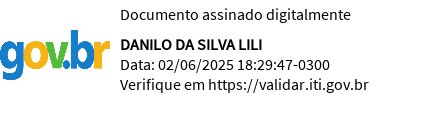 Documento assinado digitalmente
gov.br
DANILO DA SILVA LILI
Data: 02/06/2025 18:29:47-0300
Verifique em https://validar.iti.gov.br